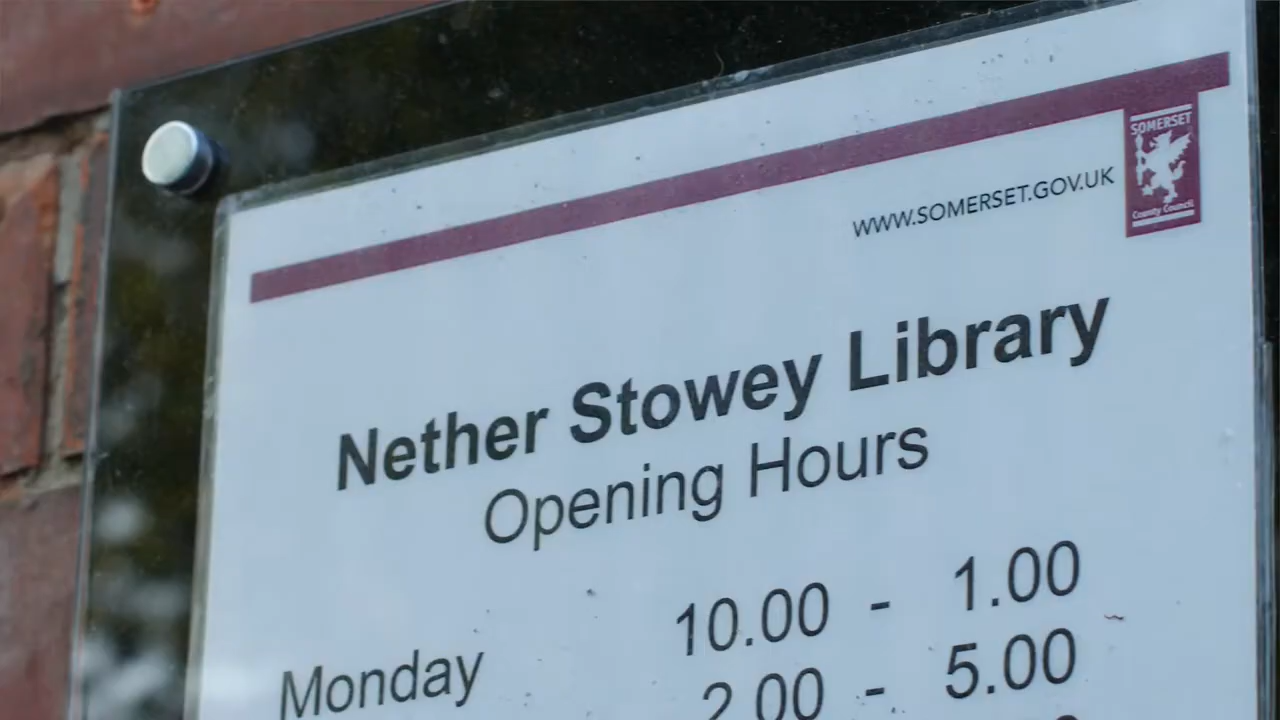 SOMERSET
County Council
WWW.SOMERSET.GOV.UK
Nether Stowey Library
Opening Hours
10.00 - 1.00
Monday
2.00 - 5.00